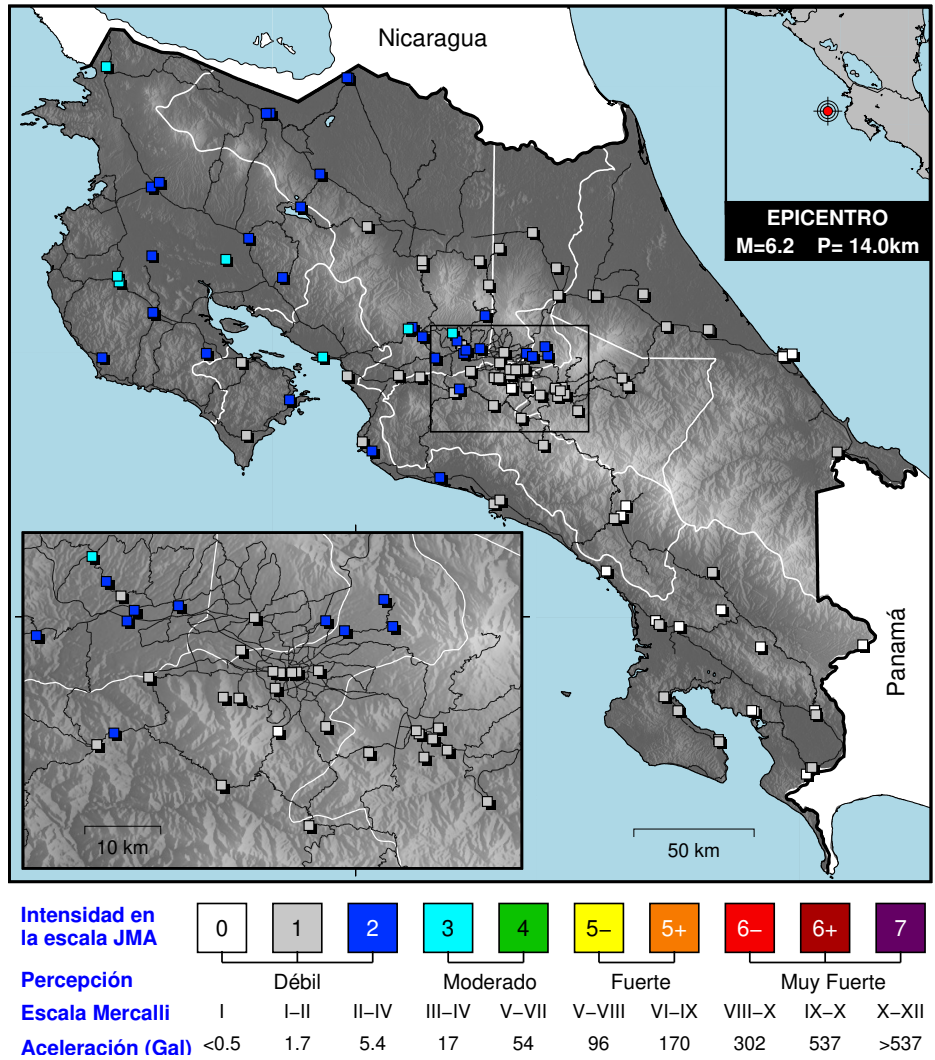 Nicaragua
EPICENTRO
M=6.2 P= 14.0km
Panamá
10 km
50 km
Intensidad en
la escala JMA
0 1 2 3 4 5− 5+ 6− 6+ 7
Percepción Débil Moderado Fuerte Muy Fuerte
Escala Mercalli I I−II II−IV III−IV V−VII V−VIII VI−IX VIII−X IX−X X−XII
Aceleración (Gal) <0.5 1.7 5.4 17 54 96 170 302 537 >537